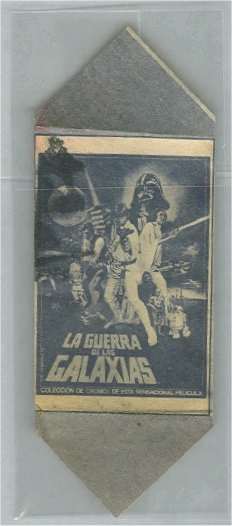 LA GUERRA
DE LAS
GALAXIAS
COLECCION DE CROMOS DE ESTA SENSACIONAL PELICULA